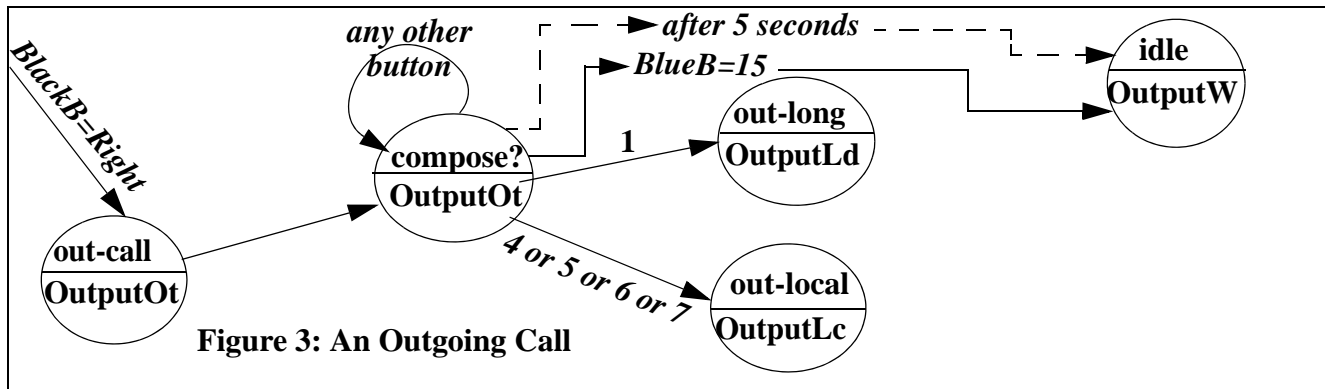 BlackB=Right
any other
button
after 5 seconds
BlueB=15
idle
OutputW
out-long
OutputLd
1
compose?
OutputOt
4 or 5 or 6 or 7
out-call
OutputOt
out-local
OutputLc
Figure 3: An Outgoing Call